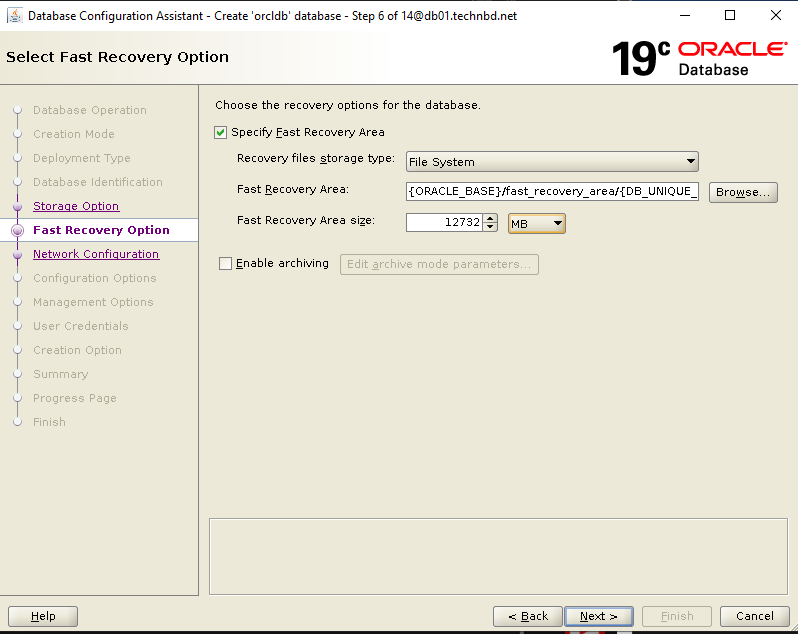 Database Configuration Assistant - Create 'orcldb' database - Step 6 of 14@db01.technbd.net
Select Fast Recovery Option
19c ORACLE
Database
Database Operation
Creation Mode
Deployment Type
Database Identification
Storage Option
Fast Recovery Option
Network Configuration
Configuration Options
Management Options
User Credentials
Creation Option
Summary
Progress Page
Finish
Choose the recovery options for the database.
Specify Fast Recovery Area
Recovery files storage type: File System
Fast Recovery Area: {ORACLE_BASE}/fast_recovery_area/{DB_UNIQUE_ Browse...
Fast Recovery Area size: 12732 MB
Enable archiving Edit archive mode parameters...
Help < Back Next > Finish Cancel